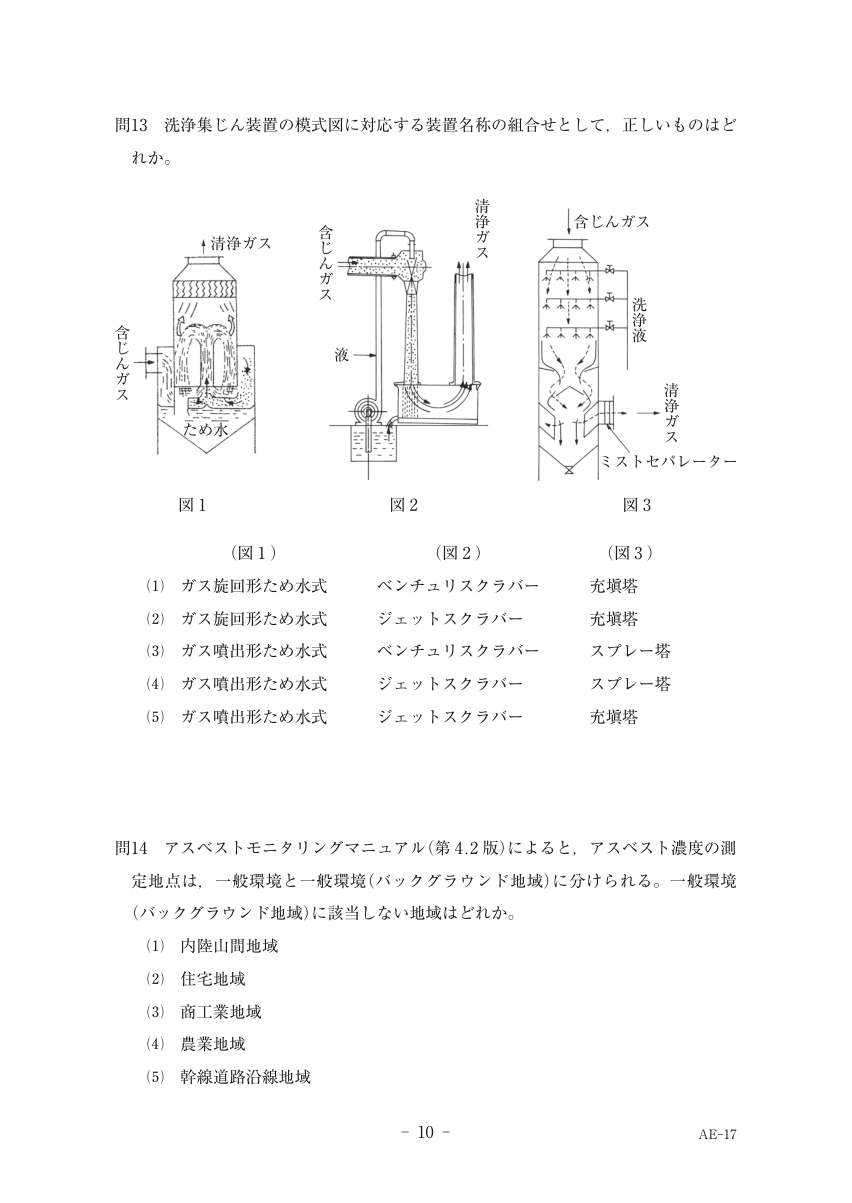 問13 洗浄集じん装置の模式図に対応する装置名称の組合せとして，正しいものはど
れか。
清浄ガス
含じんガス
ため水
図1
含じんガス
清浄ガス
液
図2
含じんガス
洗浄液
清浄ガス
ミストセパレーター
図3
（図1） （図2） （図3）
(1) ガス旋回形ため水式 ベンチュリスクラバー 充塡塔
(2) ガス旋回形ため水式 ジェットスクラバー 充塡塔
(3) ガス噴出形ため水式 ベンチュリスクラバー スプレー塔
(4) ガス噴出形ため水式 ジェットスクラバー スプレー塔
(5) ガス噴出形ため水式 ジェットスクラバー 充塡塔
問14 アスベストモニタリングマニュアル（第4.2版）によると，アスベスト濃度の測
定地点は，一般環境と一般環境（バックグラウンド地域）に分けられる。一般環境
（バックグラウンド地域）に該当しない地域はどれか。
(1) 内陸山間地域
(2) 住宅地域
(3) 商工業地域
(4) 農業地域
(5) 幹線道路沿線地域
- 10 -
AE-17